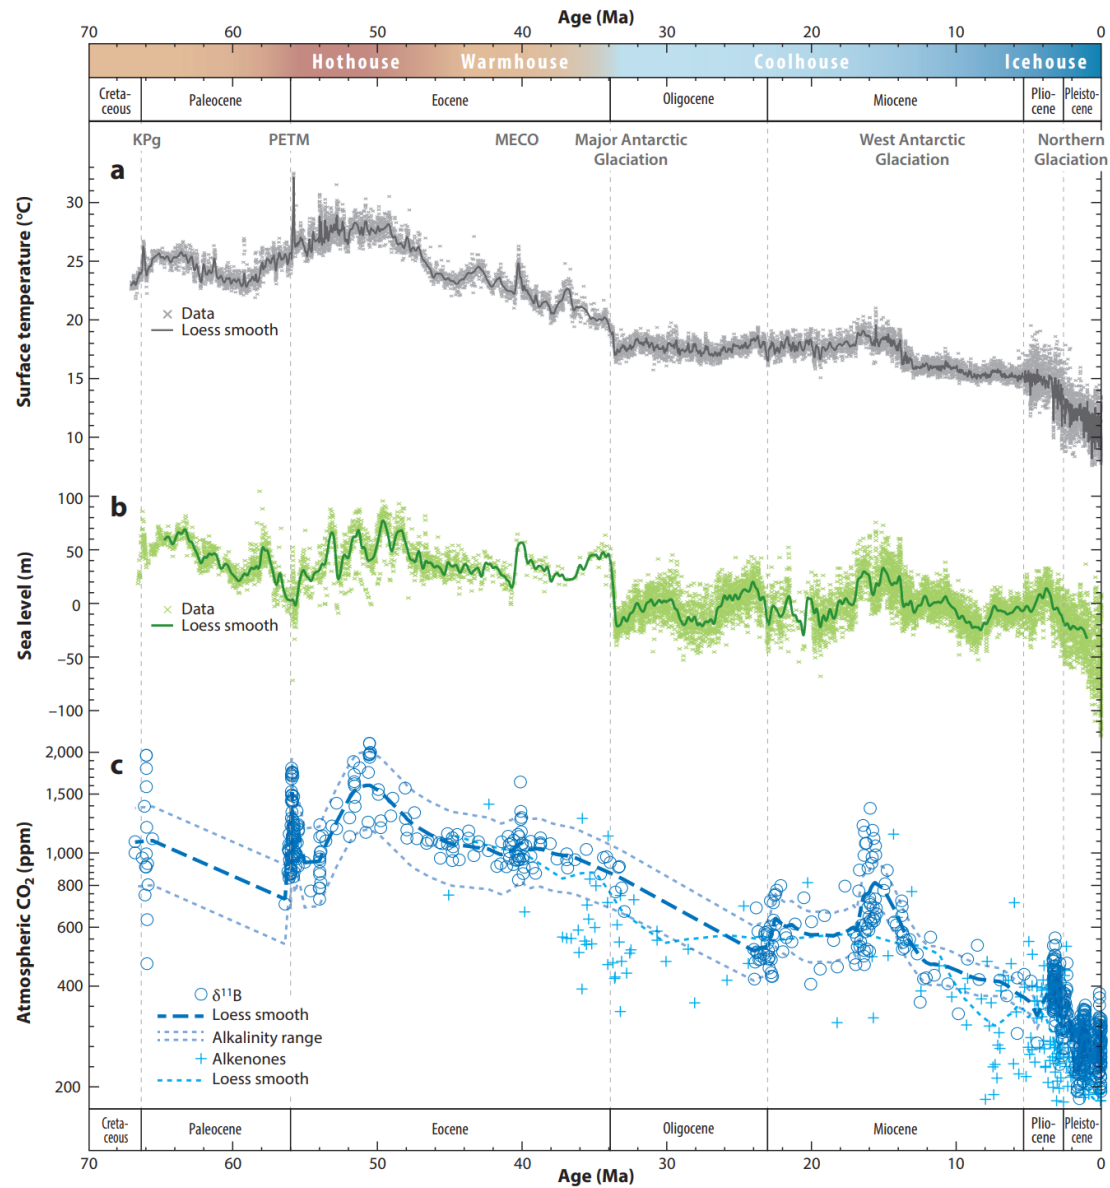 Age (Ma)
70 60 50 40 30 20 10 0
Hothouse Warmhouse Coolhouse Icehouse
Creta-
ceous
Paleocene
Eocene
Oligocene
Miocene
Plio-
cene
Pleisto-
cene
KPg
PETM
MECO
Major Antarctic
Glaciation
West Antarctic
Glaciation
Northern
Glaciation
a
Surface temperature (°C)
30
25
20
15
10
Data
Loess smooth
b
Sea level (m)
100
50
0
−50
−100
Data
Loess smooth
c
Atmospheric CO₂ (ppm)
2,000
1,500
1,000
800
600
400
200
δ¹¹B
Loess smooth
Alkalinity range
Alkenones
Loess smooth
Creta-
ceous
Paleocene
Eocene
Oligocene
Miocene
Plio-
cene
Pleisto-
cene
70 60 50 40 30 20 10 0
Age (Ma)